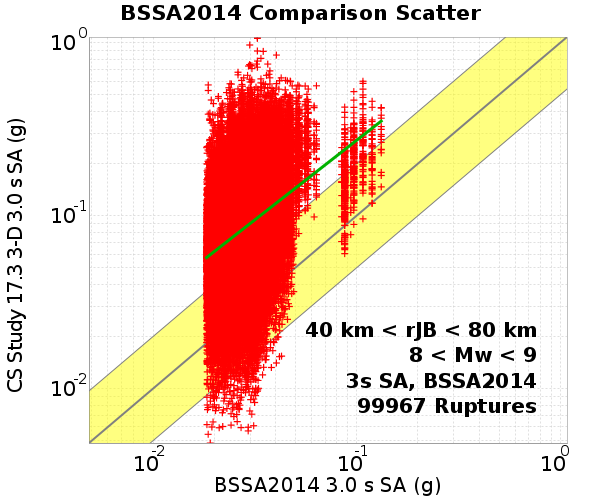 BSSA2014 Comparison Scatter
10⁰
10⁻¹
10⁻²
CS Study 17.3 3-D 3.0 s SA (g)
40 km < rJB < 80 km
8 < Mw < 9
3s SA, BSSA2014
99967 Ruptures
10⁻² 10⁻¹ 10⁰
BSSA2014 3.0 s SA (g)